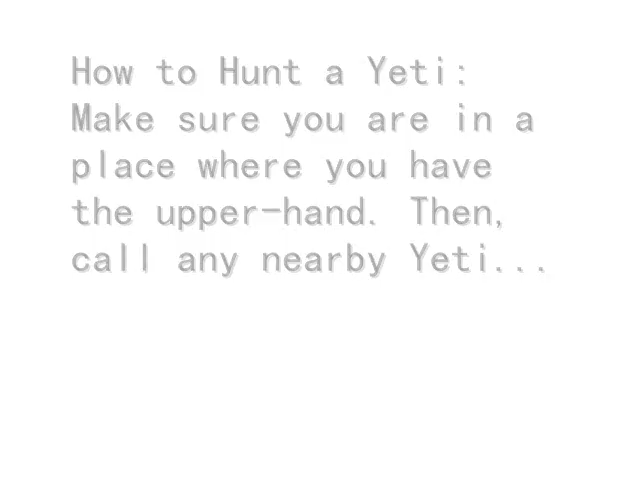 How to Hunt a Yeti:
Make sure you are in a
place where you have
the upper-hand. Then,
call any nearby Yeti...